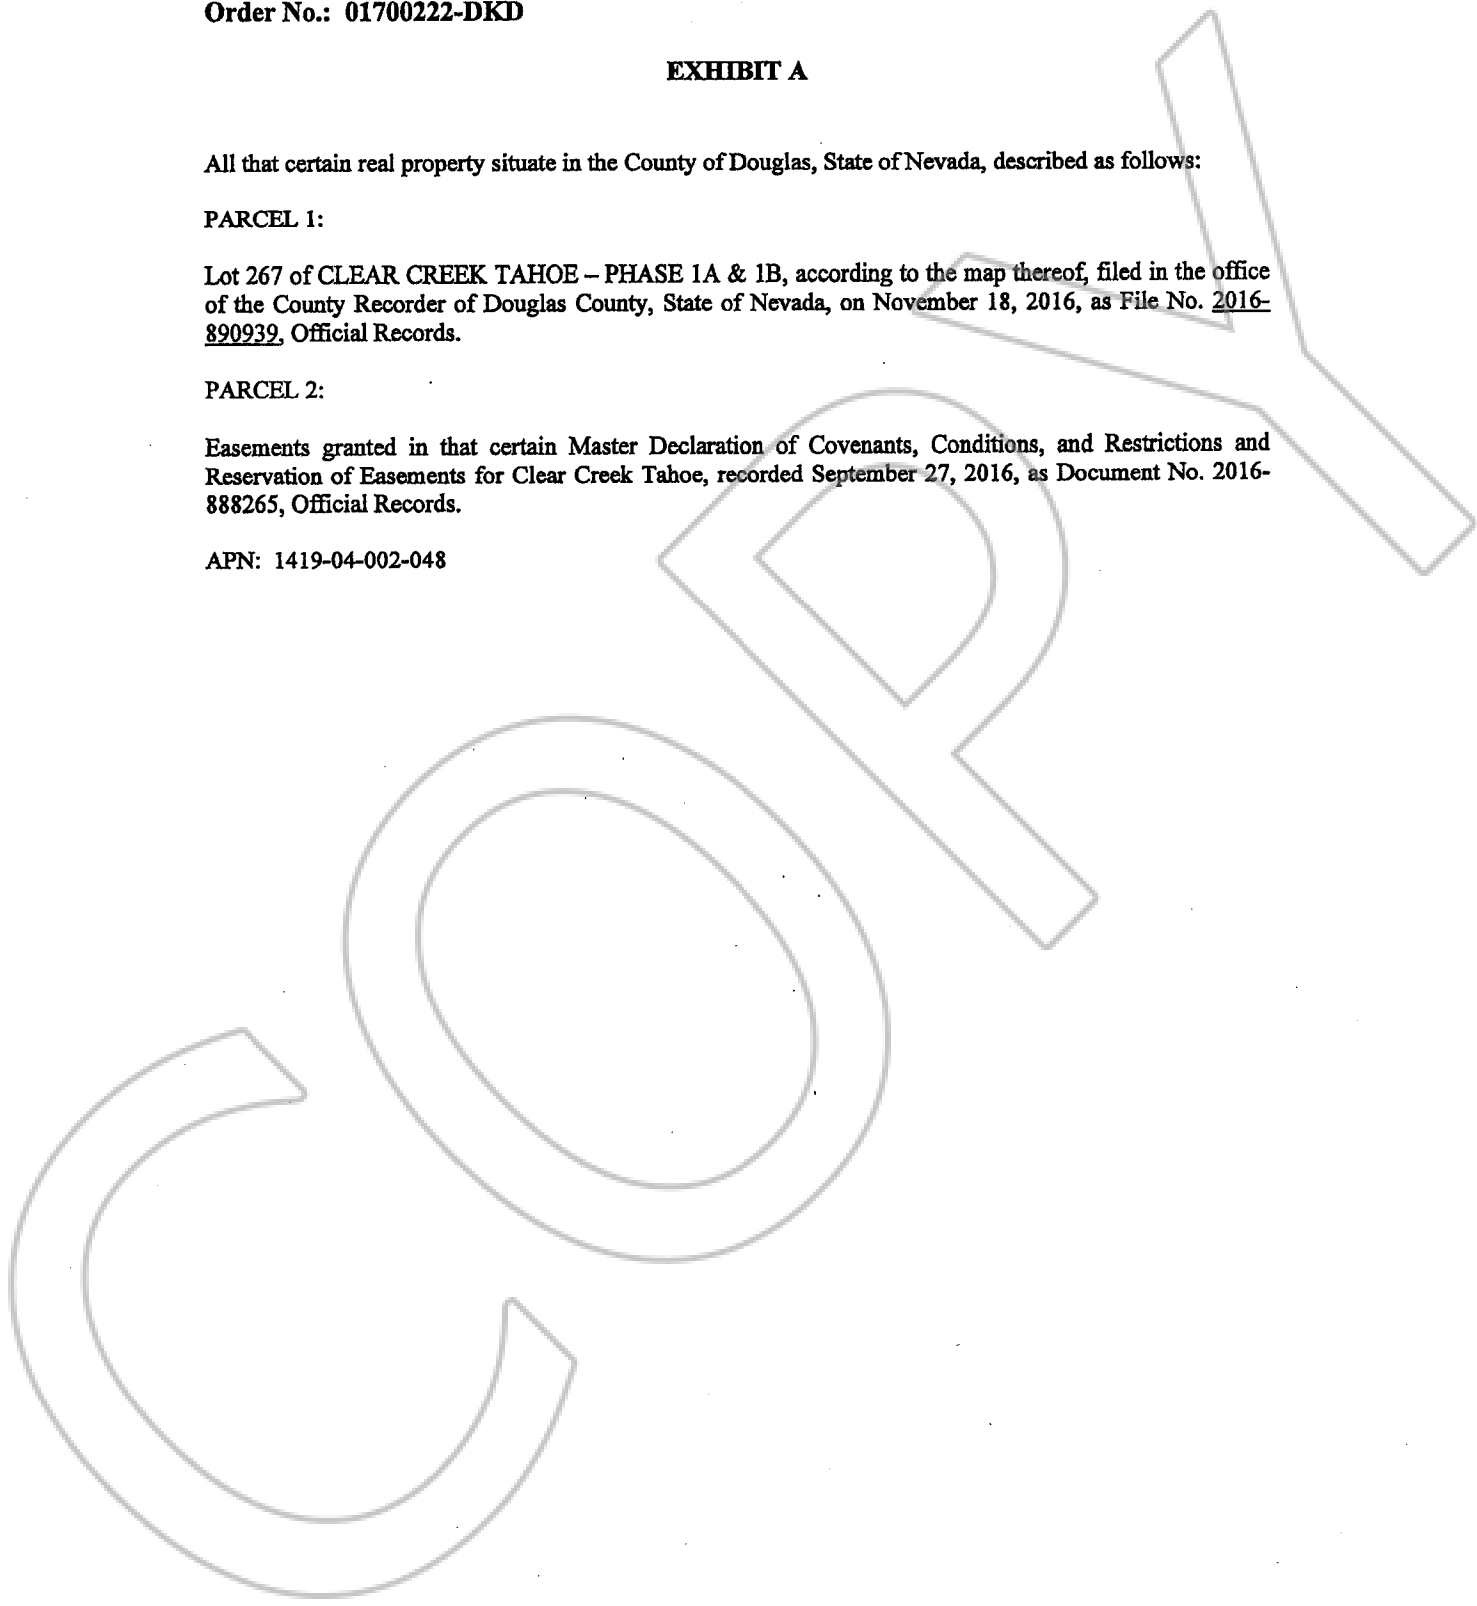 Order No.: 01700222-DKD
EXHIBIT A
All that certain real property situate in the County of Douglas, State of Nevada, described as follows:
PARCEL 1:
Lot 267 of CLEAR CREEK TAHOE – PHASE 1A & 1B, according to the map thereof, filed in the office
of the County Recorder of Douglas County, State of Nevada, on November 18, 2016, as File No. 2016-
890939, Official Records.
PARCEL 2:
Easements granted in that certain Master Declaration of Covenants, Conditions, and Restrictions and
Reservation of Easements for Clear Creek Tahoe, recorded September 27, 2016, as Document No. 2016-
888265, Official Records.
APN: 1419-04-002-048
COPY